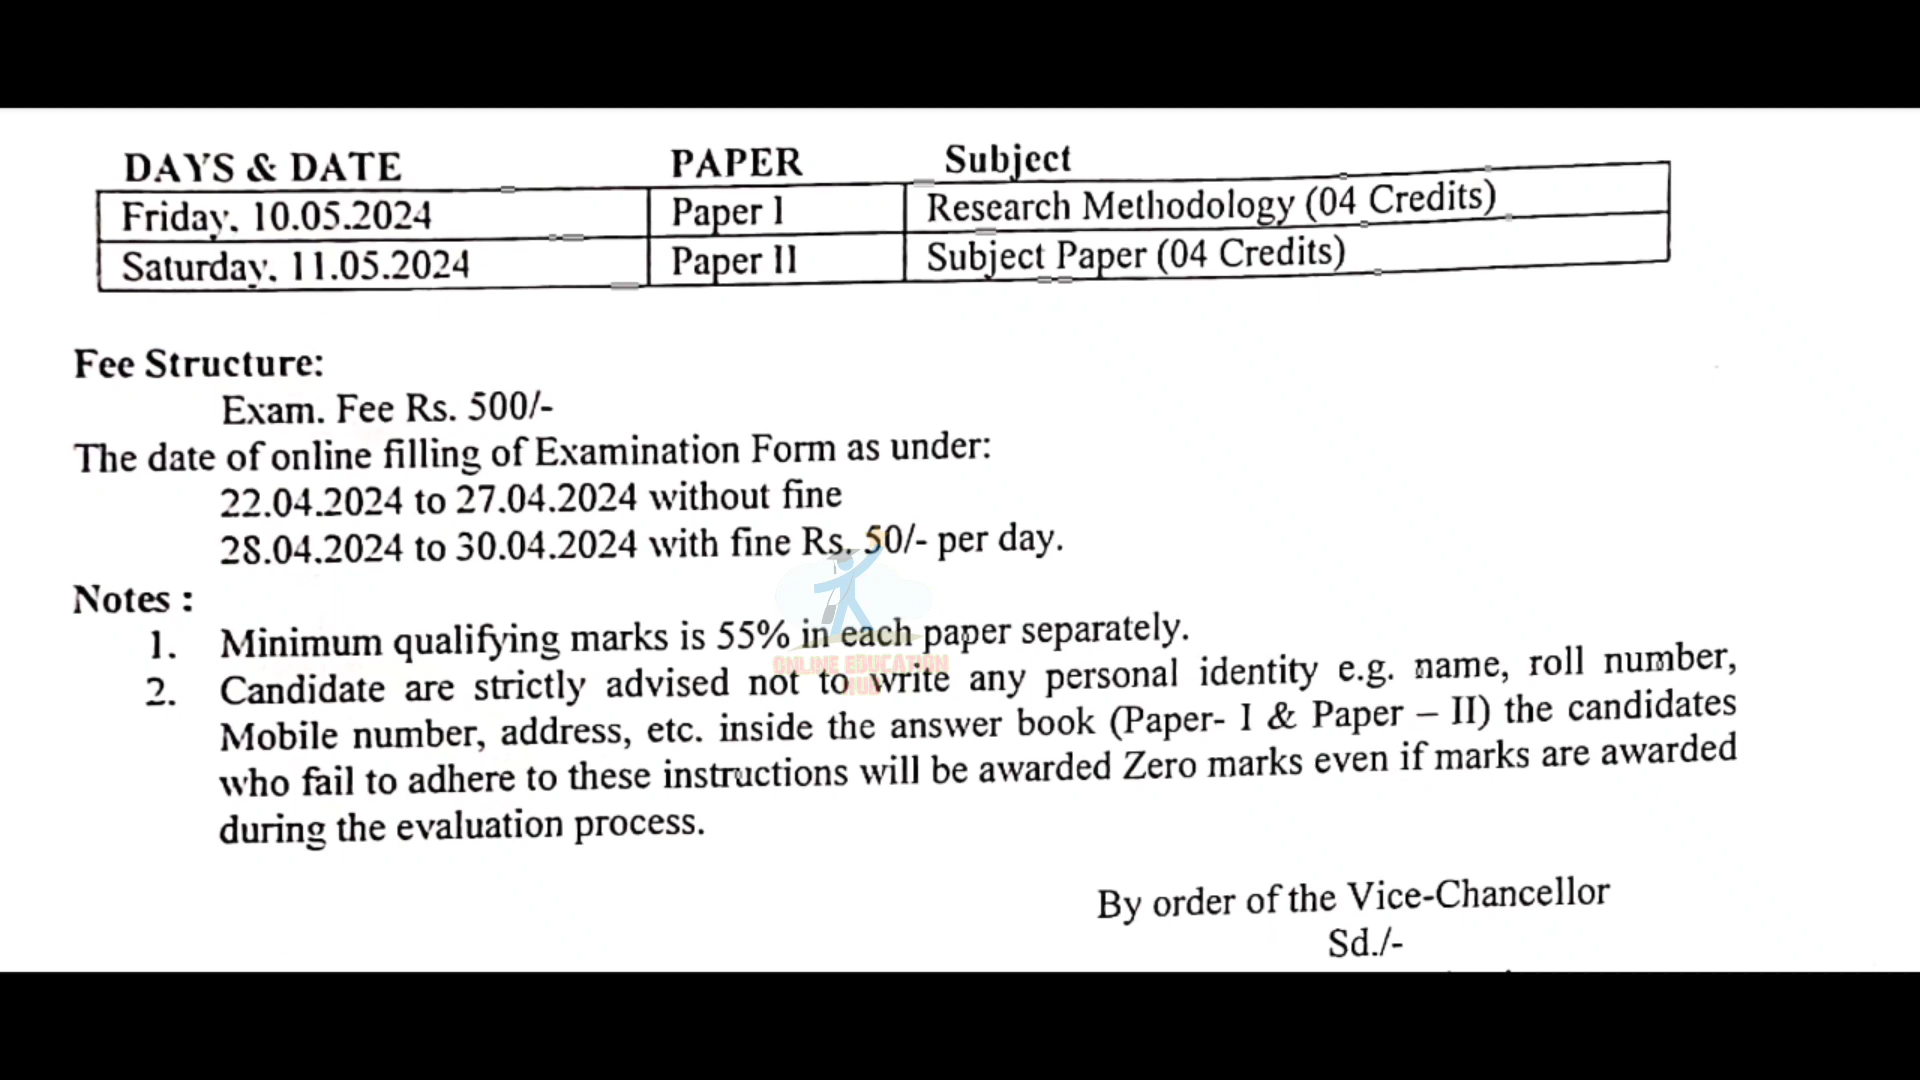 DAYS & DATE PAPER Subject
Friday, 10.05.2024 Paper I Research Methodology (04 Credits)
Saturday, 11.05.2024 Paper II Subject Paper (04 Credits)
Fee Structure:
Exam. Fee Rs. 500/-
The date of online filling of Examination Form as under:
22.04.2024 to 27.04.2024 without fine
28.04.2024 to 30.04.2024 with fine Rs. 50/- per day.
Notes :
1. Minimum qualifying marks is 55% in each paper separately.
ONLINE EDUCATION
HUB
2. Candidate are strictly advised not to write any personal identity e.g. name, roll number,
Mobile number, address, etc. inside the answer book (Paper- I & Paper – II) the candidates
who fail to adhere to these instructions will be awarded Zero marks even if marks are awarded
during the evaluation process.
By order of the Vice-Chancellor
Sd./-